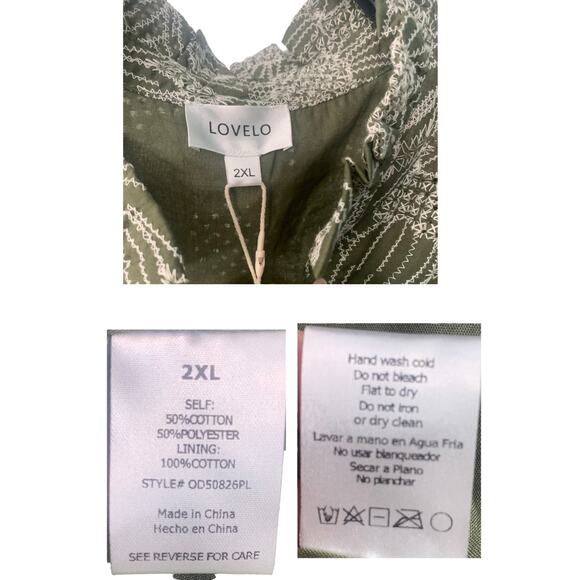 LOVELO
2XL
2XL
SELF:
50%COTTON
50%POLYESTER
LINING:
100%COTTON
STYLE# OD50826PL
Made in China
Hecho en China
SEE REVERSE FOR CARE
Hand wash cold
Do not bleach
Flat to dry
Do not iron
or dry clean
Lavar a mano en Agua Fría
No usar blanqueador
Secar a Plano
No planchar